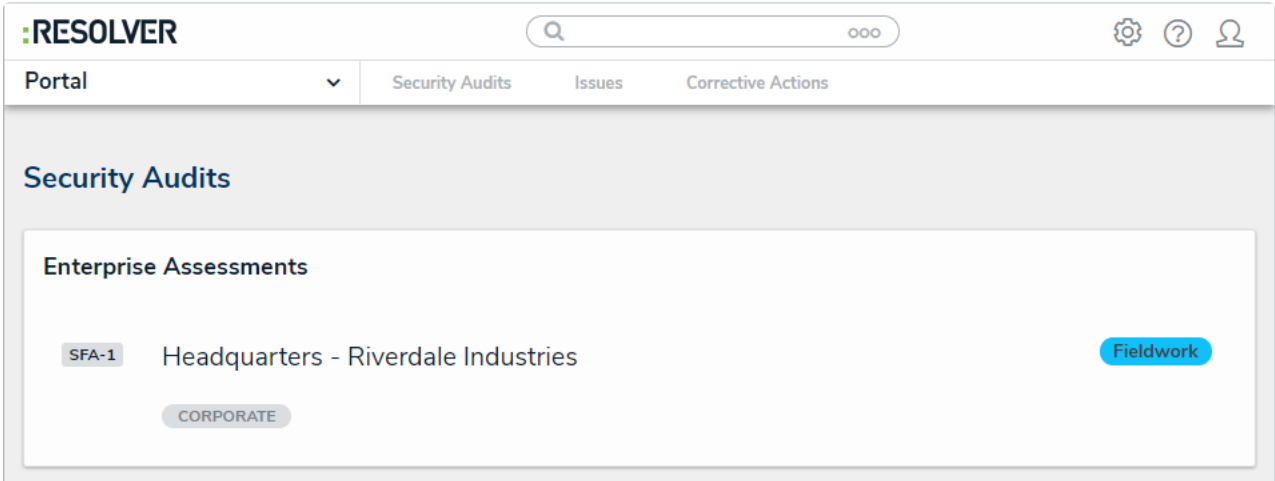 :RESOLVER
ooo
Portal
Security Audits
Issues
Corrective Actions
Security Audits
Enterprise Assessments
SFA-1
Headquarters - Riverdale Industries
Fieldwork
CORPORATE